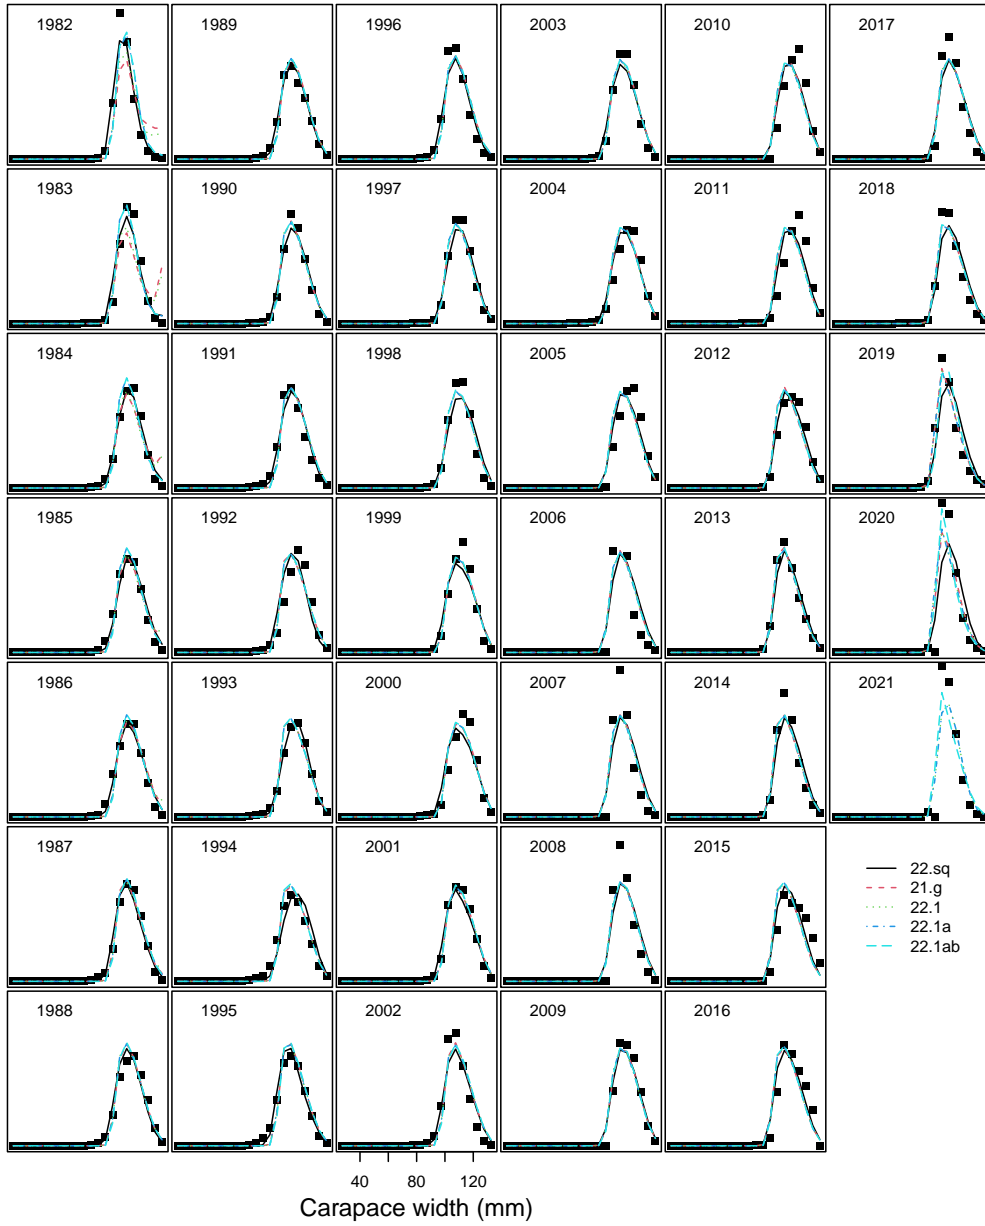 1982 1989 1996 2003 2010 2017
1983 1990 1997 2004 2011 2018
1984 1991 1998 2005 2012 2019
1985 1992 1999 2006 2013 2020
1986 1993 2000 2007 2014 2021
1987 1994 2001 2008 2015
22.sq
21.g
22.1
22.1a
22.1ab
1988 1995 2002 2009 2016
40 80 120
Carapace width (mm)